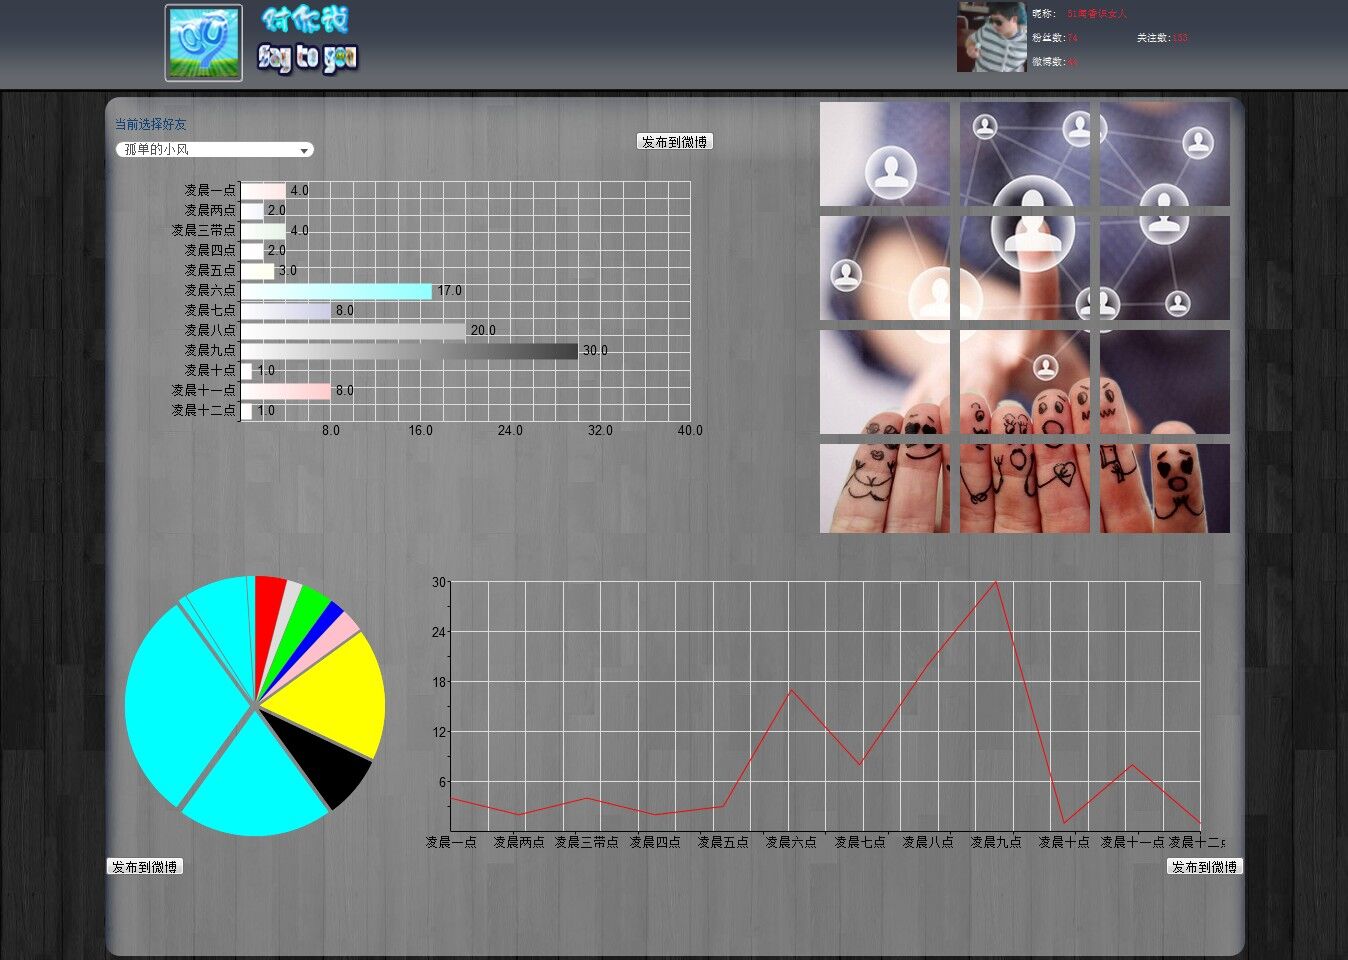 对你说
Say to you
昵称: 51闻香识女人
粉丝数:74
关注数:153
微博数:
当前选择好友
孤单的小风
发布到微博
凌晨一点 4.0
凌晨两点 2.0
凌晨三带点 4.0
凌晨四点 2.0
凌晨五点 3.0
凌晨六点 17.0
凌晨七点 8.0
凌晨八点 20.0
凌晨九点 30.0
凌晨十点 1.0
凌晨十一点 8.0
凌晨十二点 1.0
8.0 16.0 24.0 32.0 40.0
30
24
18
12
6
凌晨一点 凌晨两点 凌晨三带点 凌晨四点 凌晨五点 凌晨六点 凌晨七点 凌晨八点 凌晨九点 凌晨十点 凌晨十一点 凌晨十二
发布到微博
发布到微博